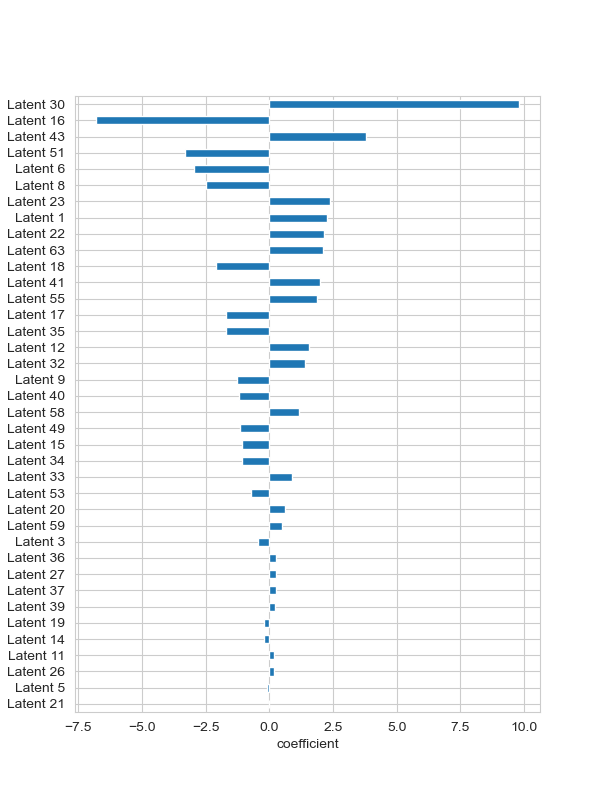 Latent 30
Latent 16
Latent 43
Latent 51
Latent 6
Latent 8
Latent 23
Latent 1
Latent 22
Latent 63
Latent 18
Latent 41
Latent 55
Latent 17
Latent 35
Latent 12
Latent 32
Latent 9
Latent 40
Latent 58
Latent 49
Latent 15
Latent 34
Latent 33
Latent 53
Latent 20
Latent 59
Latent 3
Latent 36
Latent 27
Latent 37
Latent 39
Latent 19
Latent 14
Latent 11
Latent 26
Latent 5
Latent 21
−7.5 −5.0 −2.5 0.0 2.5 5.0 7.5 10.0
coefficient